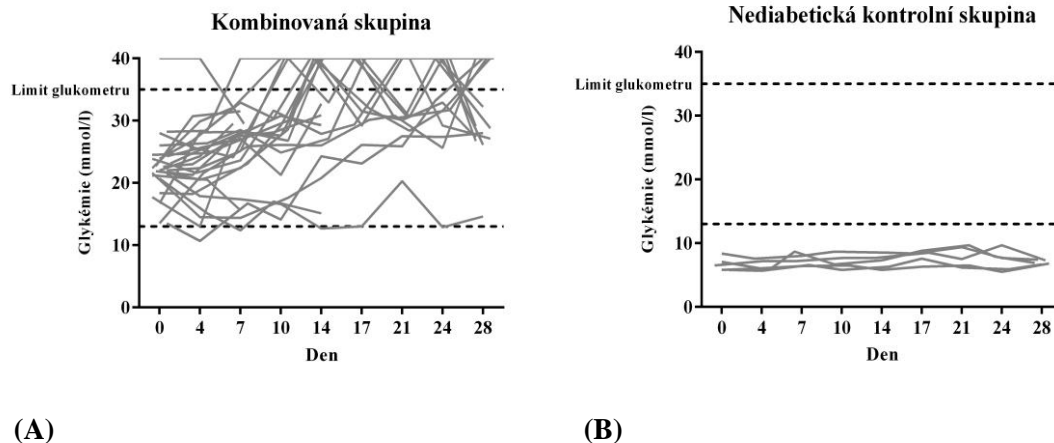 Kombinovaná skupina
40
Limit glukometru
30
20
10
0
Glykémie (mmol/l)
0 4 7 10 14 17 21 24 28
Den
(A)
Nediabetická kontrolní skupina
40
Limit glukometru
30
20
10
0
Glykémie (mmol/l)
0 4 7 10 14 17 21 24 28
Den
(B)